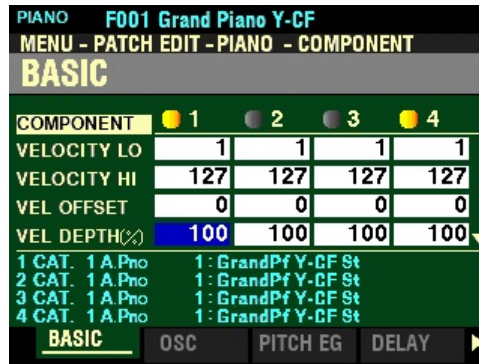 PIANO F001 Grand Piano Y-CF
MENU - PATCH EDIT - PIANO - COMPONENT
BASIC
COMPONENT 1 2 3 4
VELOCITY LO 1 1 1 1
VELOCITY HI 127 127 127 127
VEL OFFSET 0 0 0 0
VEL DEPTH(%) 100 100 100 100
1 CAT. 1 A.Pno 1: GrandPf Y-CF St
2 CAT. 1 A.Pno 1: GrandPf Y-CF St
3 CAT. 1 A.Pno 1: GrandPf Y-CF St
4 CAT. 1 A.Pno 1: GrandPf Y-CF St
BASIC OSC PITCH EG DELAY